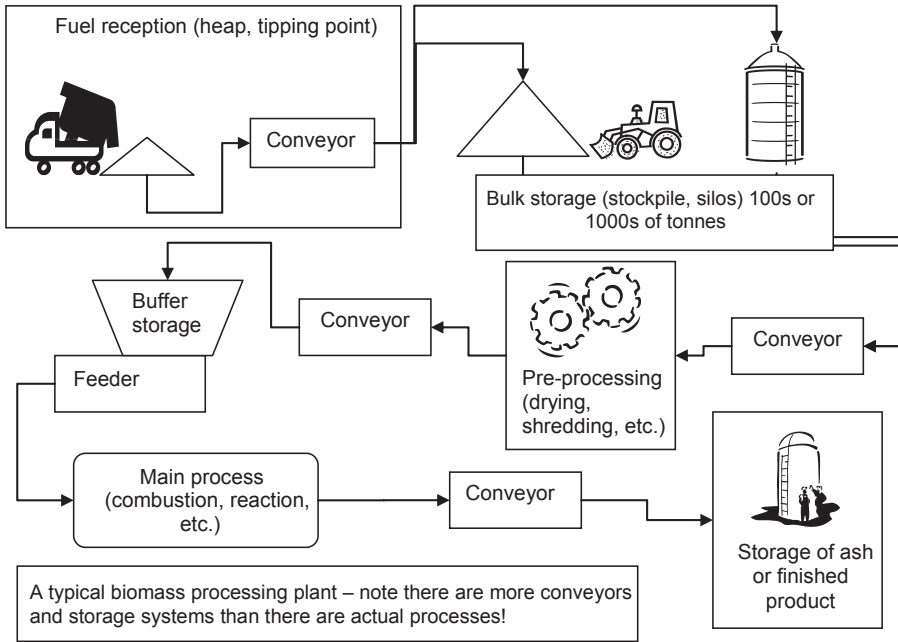 Fuel reception (heap, tipping point)
Conveyor
Bulk storage (stockpile, silos) 100s or
1000s of tonnes
Buffer
storage
Conveyor
Pre-processing
(drying,
shredding, etc.)
Conveyor
Feeder
Main process
(combustion, reaction,
etc.)
Conveyor
Storage of ash
or finished
product
A typical biomass processing plant – note there are more conveyors
and storage systems than there are actual processes!